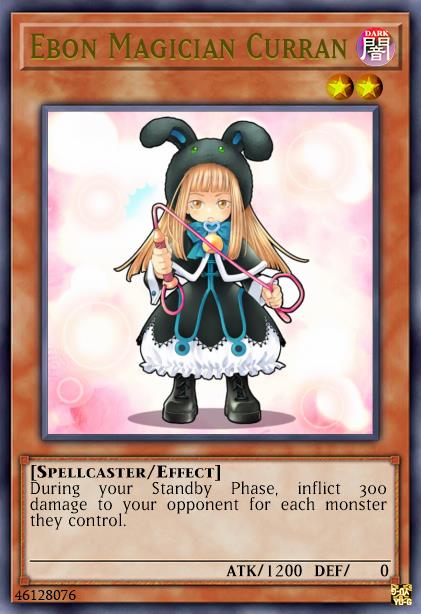 Ebon Magician Curran
DARK
闇
[Spellcaster/Effect]
During your Standby Phase, inflict 300
damage to your opponent for each monster
they control.
ATK/1200 DEF/ 0
46128076